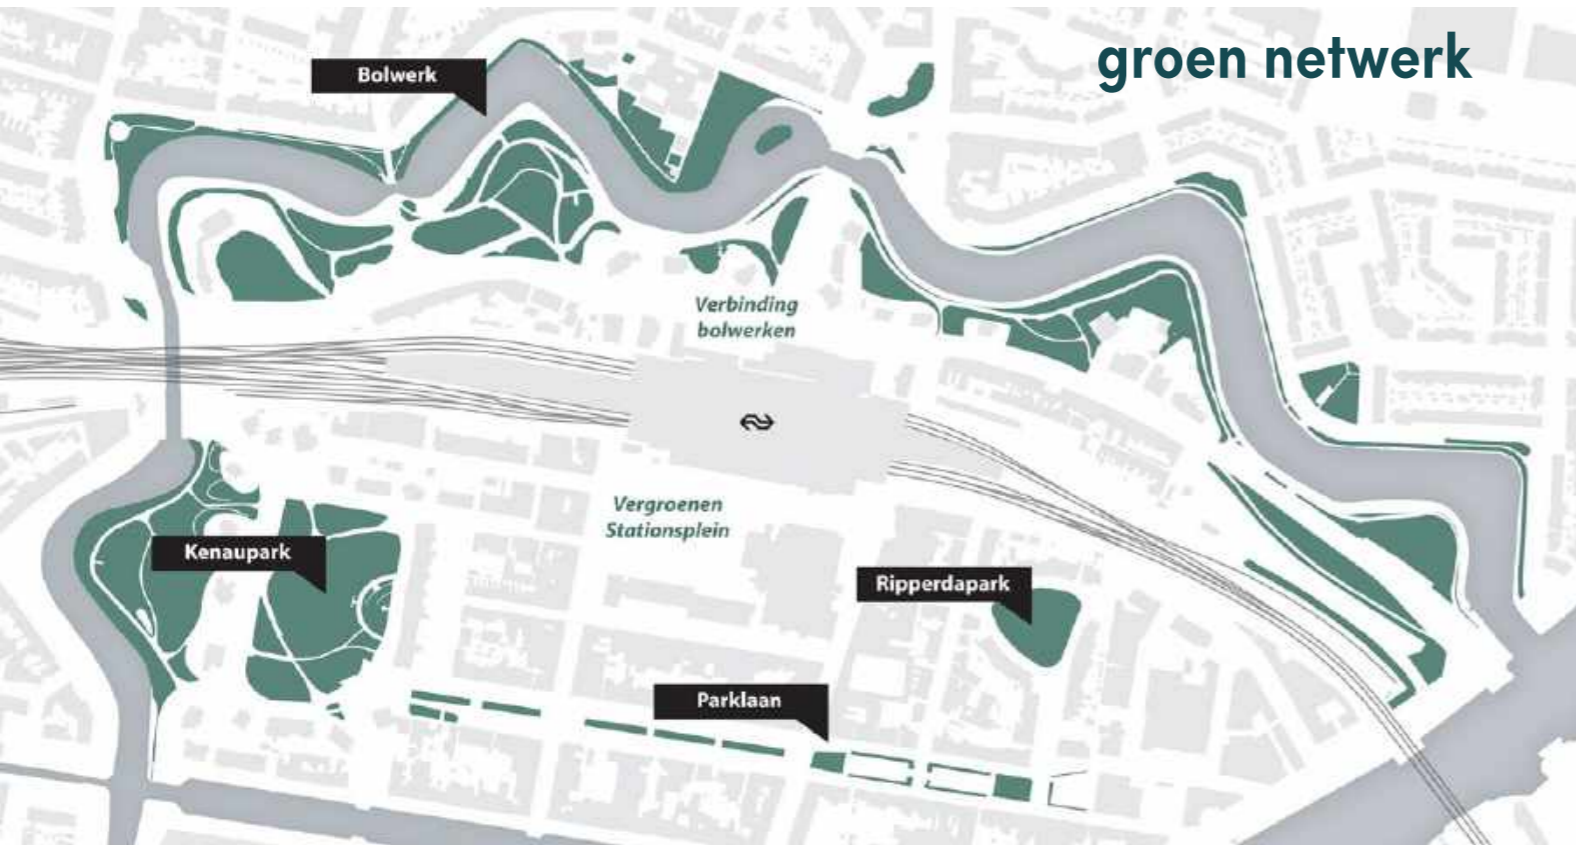 groen netwerk
Bolwerk
Verbinding
bolwerken
Vergroenen
Stationsplein
Kenaupark
Ripperdapark
Parklaan